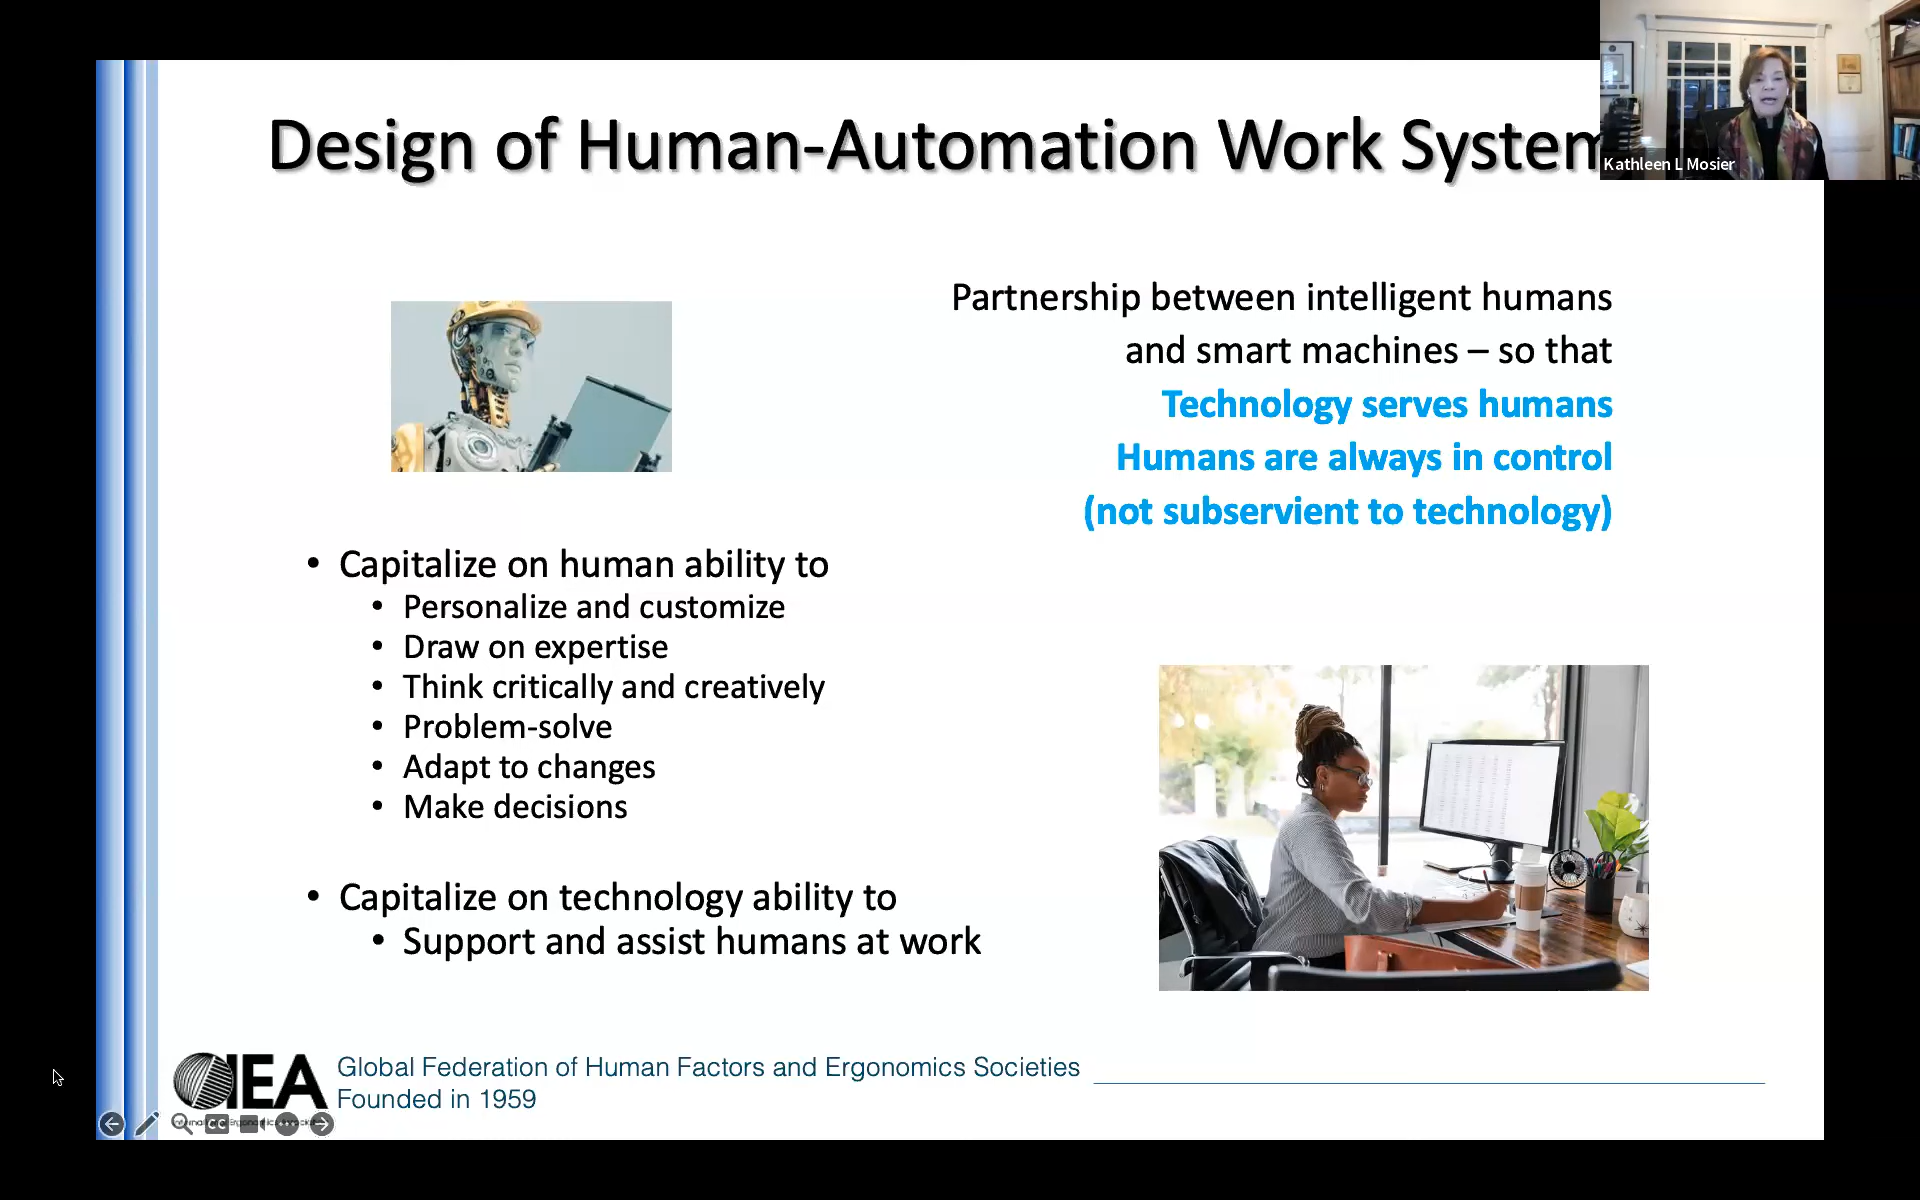 Design of Human-Automation Work System
Kathleen L Mosier
Partnership between intelligent humans
and smart machines – so that
Technology serves humans
Humans are always in control
(not subservient to technology)
• Capitalize on human ability to
• Personalize and customize
• Draw on expertise
• Think critically and creatively
• Problem-solve
• Adapt to changes
• Make decisions
• Capitalize on technology ability to
• Support and assist humans at work
IEA
Global Federation of Human Factors and Ergonomics Societies
Founded in 1959
CC